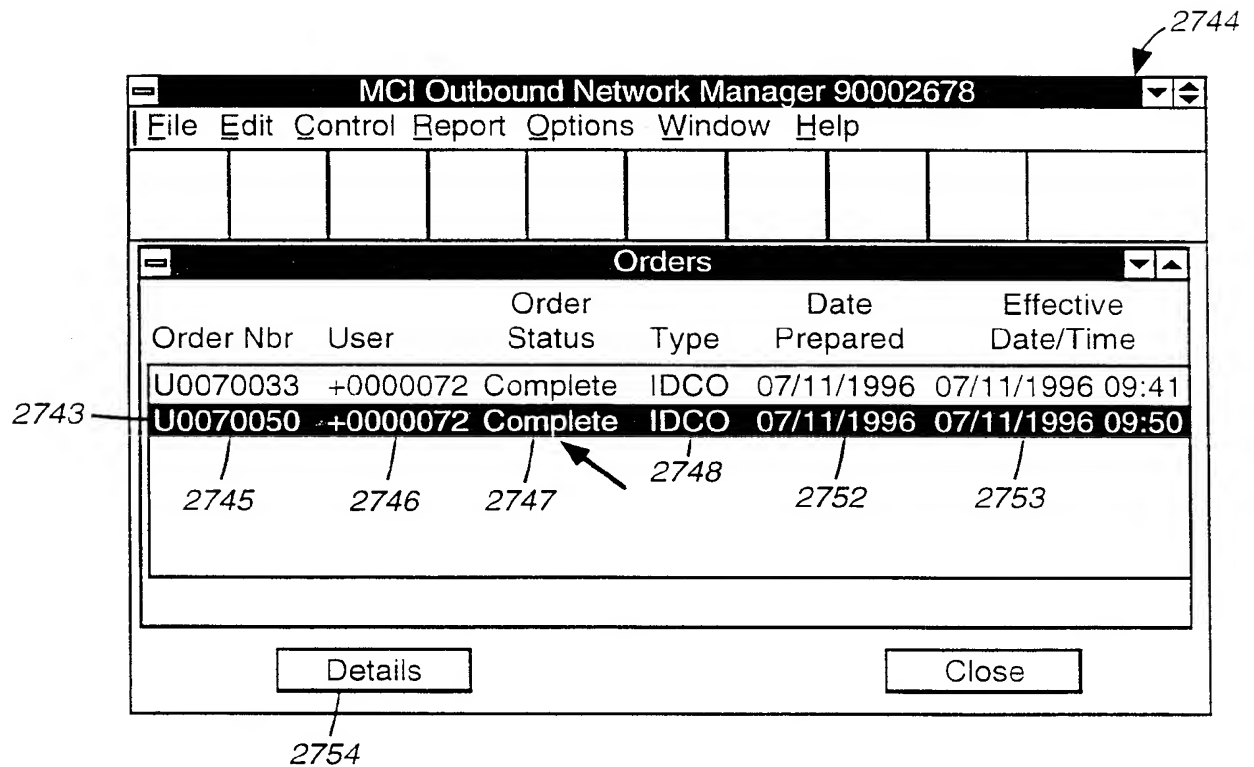 2744
MCI Outbound Network Manager 90002678
File Edit Control Report Options Window Help
Orders
Order Date Effective
Order Nbr User Status Type Prepared Date/Time
U0070033 +0000072 Complete IDCO 07/11/1996 07/11/1996 09:41
2743 U0070050 +0000072 Complete IDCO 07/11/1996 07/11/1996 09:50
2745 2746 2747 2748 2752 2753
Details Close
2754